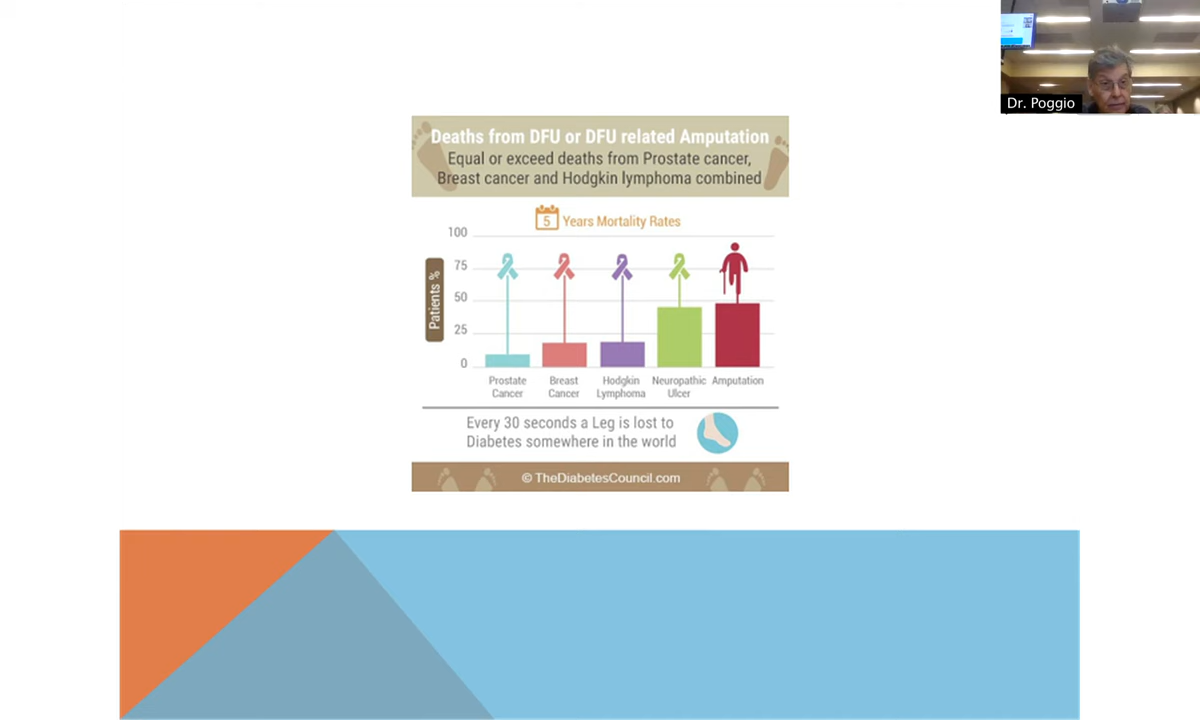 Dr. Poggio
Deaths from DFU or DFU related Amputation
Equal or exceed deaths from Prostate cancer,
Breast cancer and Hodgkin lymphoma combined
5 Years Mortality Rates
100
75
50
25
0
Patients %
Prostate Cancer
Breast Cancer
Hodgkin Lymphoma
Neuropathic Ulcer
Amputation
Every 30 seconds a Leg is lost to
Diabetes somewhere in the world
© TheDiabetesCouncil.com